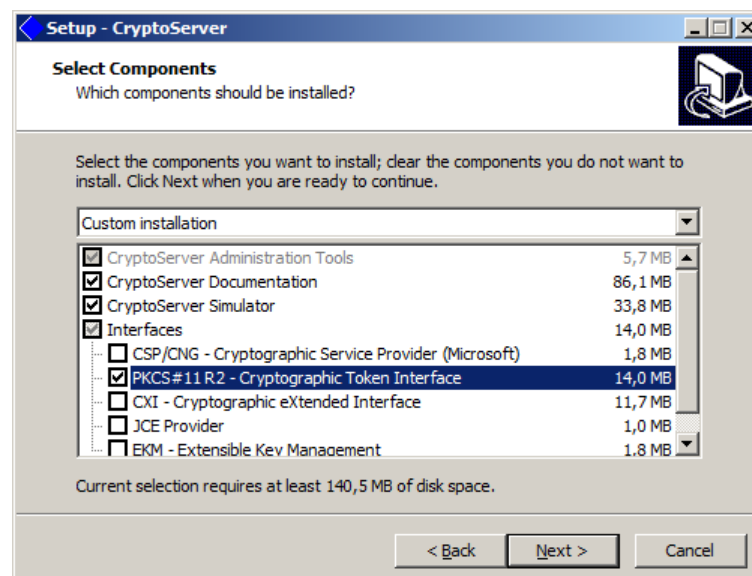 Setup - CryptoServer
Select Components
Which components should be installed?
Select the components you want to install; clear the components you do not want to
install. Click Next when you are ready to continue.
Custom installation
CryptoServer Administration Tools 5,7 MB
CryptoServer Documentation 86,1 MB
CryptoServer Simulator 33,8 MB
Interfaces 14,0 MB
CSP/CNG - Cryptographic Service Provider (Microsoft) 1,8 MB
PKCS#11 R2 - Cryptographic Token Interface 14,0 MB
CXI - Cryptographic eXtended Interface 11,7 MB
JCE Provider 1,0 MB
EKM - Extensible Key Management 1,8 MB
Current selection requires at least 140,5 MB of disk space.
< Back Next > Cancel